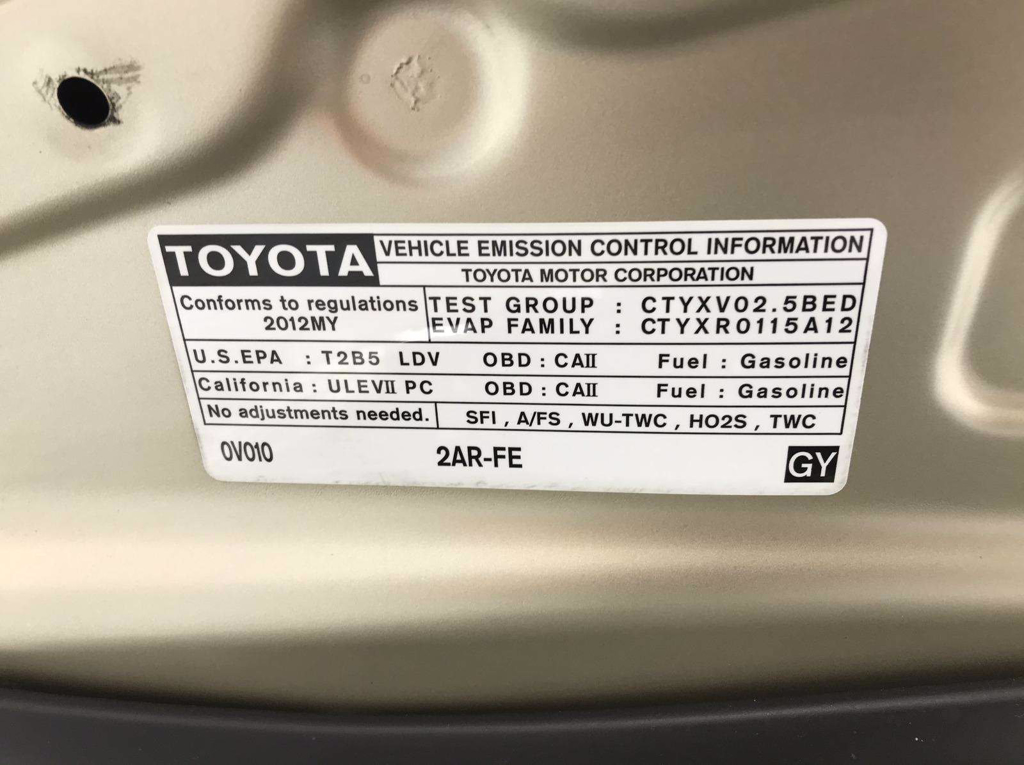 TOYOTA
VEHICLE EMISSION CONTROL INFORMATION
TOYOTA MOTOR CORPORATION
Conforms to regulations
2012MY
TEST GROUP : CTYXV02.5BED
EVAP FAMILY : CTYXR0115A12
U.S.EPA : T2B5 LDV OBD : CAII Fuel : Gasoline
California : ULEVII PC OBD : CAII Fuel : Gasoline
No adjustments needed. SFI , A/FS , WU-TWC , HO2S , TWC
0V010 2AR-FE GY